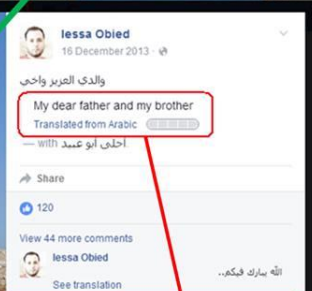 Iessa Obied
16 December 2013 ·
والدي العزيز واخي
My dear father and my brother
Translated from Arabic
— with احلى ابو عبيد.
Share
120
View 44 more comments
Iessa Obied
الله يبارك فيكم..
See translation